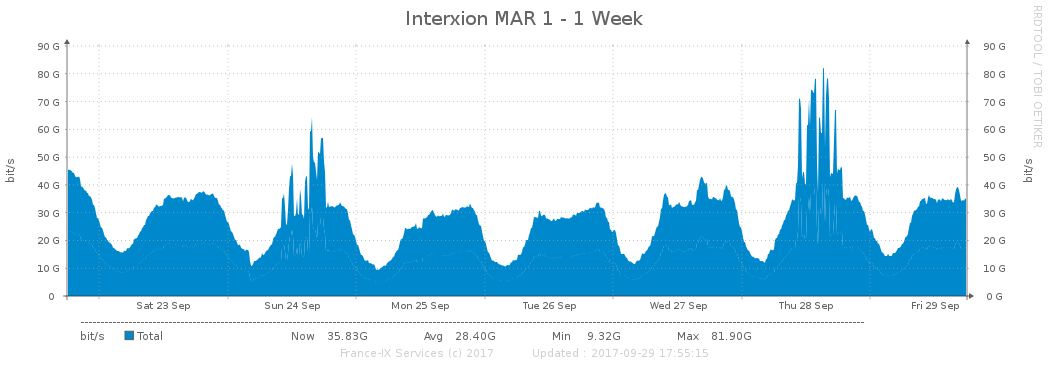 Interxion MAR 1 - 1 Week
RRDTOOL / TOBI OETIKER
90 G 90 G
80 G 80 G
70 G 70 G
60 G 60 G
50 G 50 G
40 G 40 G
30 G 30 G
20 G 20 G
10 G 10 G
0 0 G
bit/s bit/s
Sat 23 Sep Sun 24 Sep Mon 25 Sep Tue 26 Sep Wed 27 Sep Thu 28 Sep Fri 29 Sep
bit/s Total Now 35.83G Avg 28.40G Min 9.32G Max 81.90G
France-IX Services (c) 2017 Updated : 2017-09-29 17:55:15